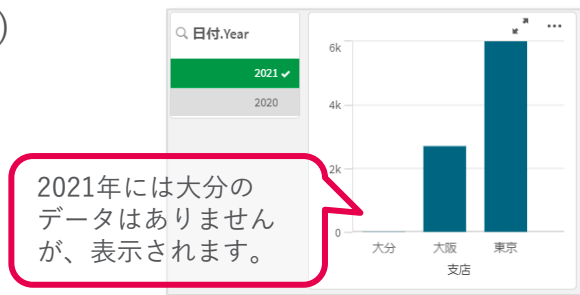 )
日付.Year
2021
2020
6k
4k
2k
0
大分
大阪
東京
支店
2021年には大分の
データはありません
が、表示されます。